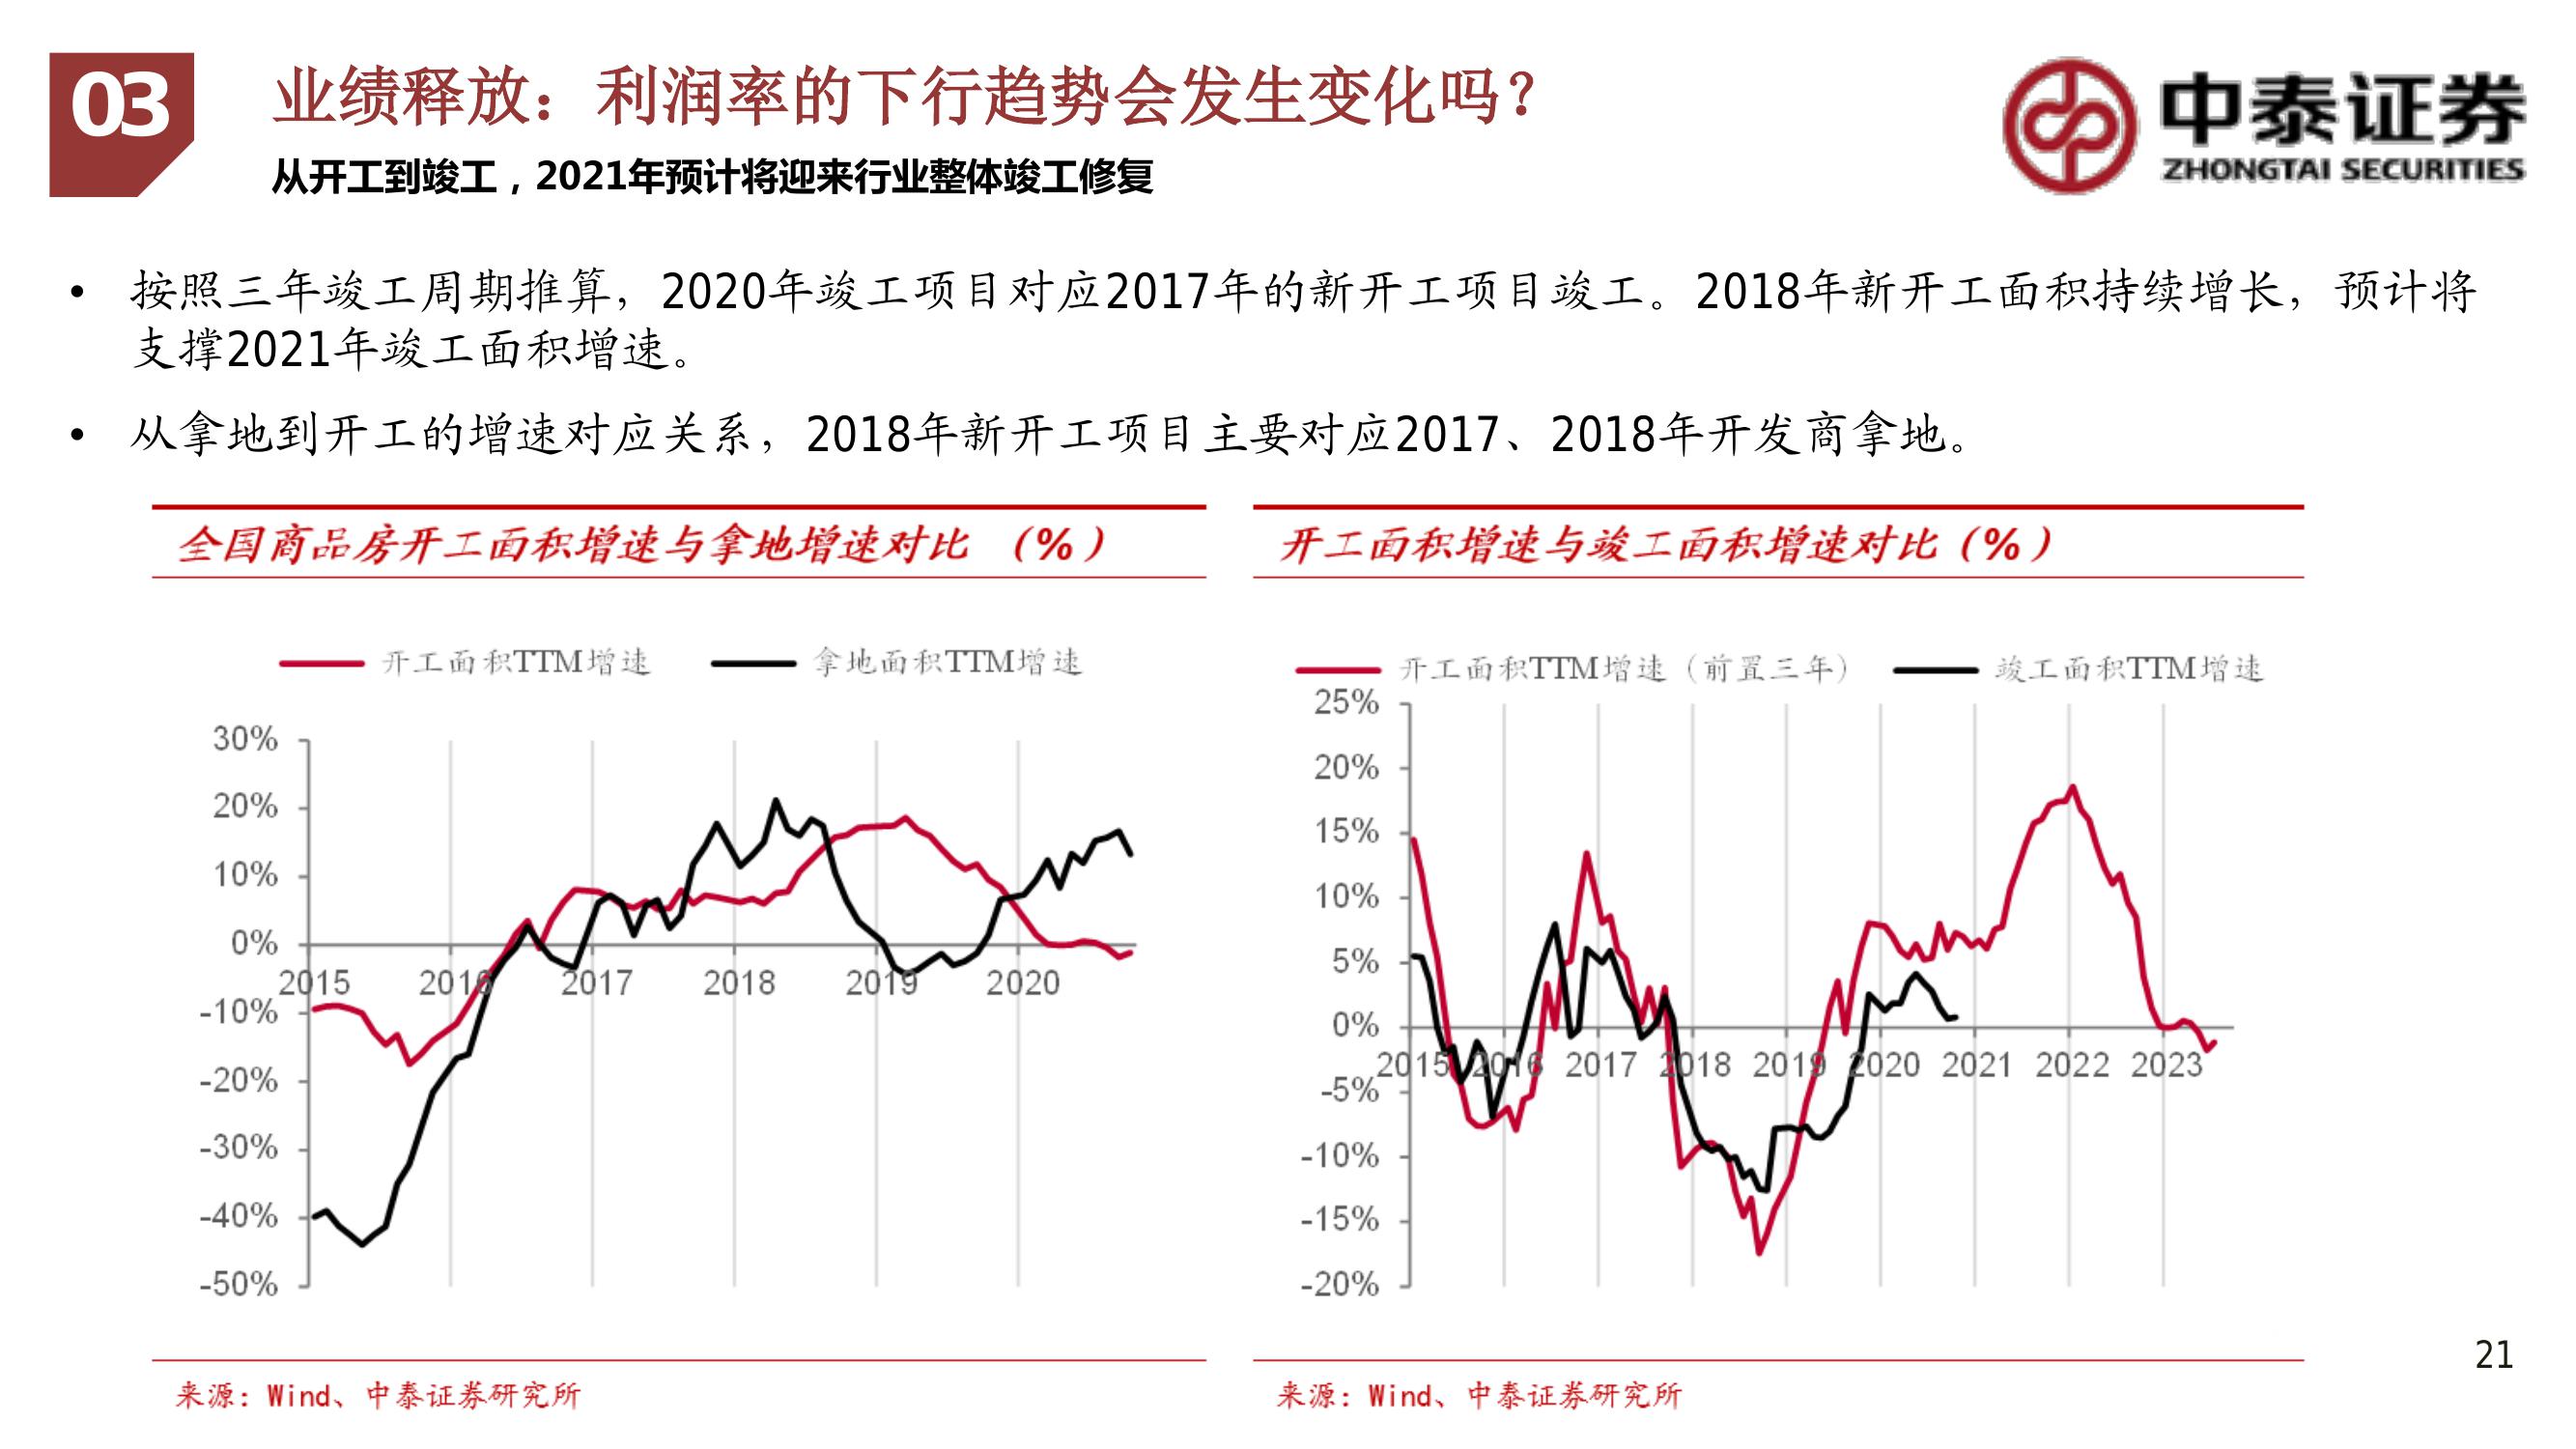 03
业绩释放：利润率的下行趋势会发生变化吗？
中泰证券
ZHONGTAI SECURITIES
从开工到竣工，2021年预计将迎来行业整体竣工修复
• 按照三年竣工周期推算，2020年竣工项目对应2017年的新开工项目竣工。2018年新开工面积持续增长，预计将
支撑2021年竣工面积增速。
• 从拿地到开工的增速对应关系，2018年新开工项目主要对应2017、2018年开发商拿地。
全国商品房开工面积增速与拿地增速对比 （%）
开工面积TTM增速 拿地面积TTM增速
30%
20%
10%
0%
-10%
-20%
-30%
-40%
-50%
2015 2016 2017 2018 2019 2020
来源：Wind、中泰证券研究所
开工面积增速与竣工面积增速对比（%）
开工面积TTM增速（前置三年） 竣工面积TTM增速
25%
20%
15%
10%
5%
0%
-5%
-10%
-15%
-20%
2015 2016 2017 2018 2019 2020 2021 2022 2023
来源：Wind、中泰证券研究所
21